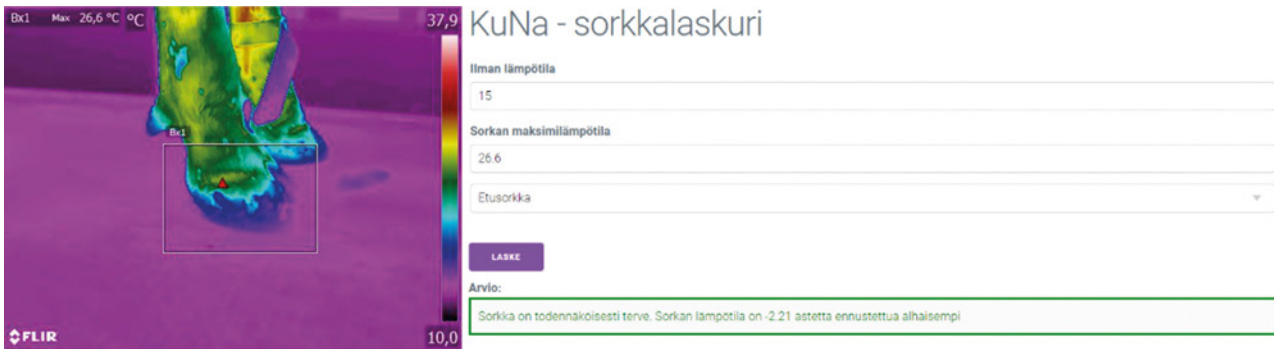 Bx1 Max 26,6 °C °C
37,9
Bx1
FLIR
10,0
KuNa - sorkkalaskuri
Ilman lämpötila
15
Sorkan maksimilämpötila
26.6
Etusorkka
LASKE
Arvio:
Sorkka on todennäköisesti terve. Sorkan lämpötila on -2.21 astetta ennustettua alhaisempi